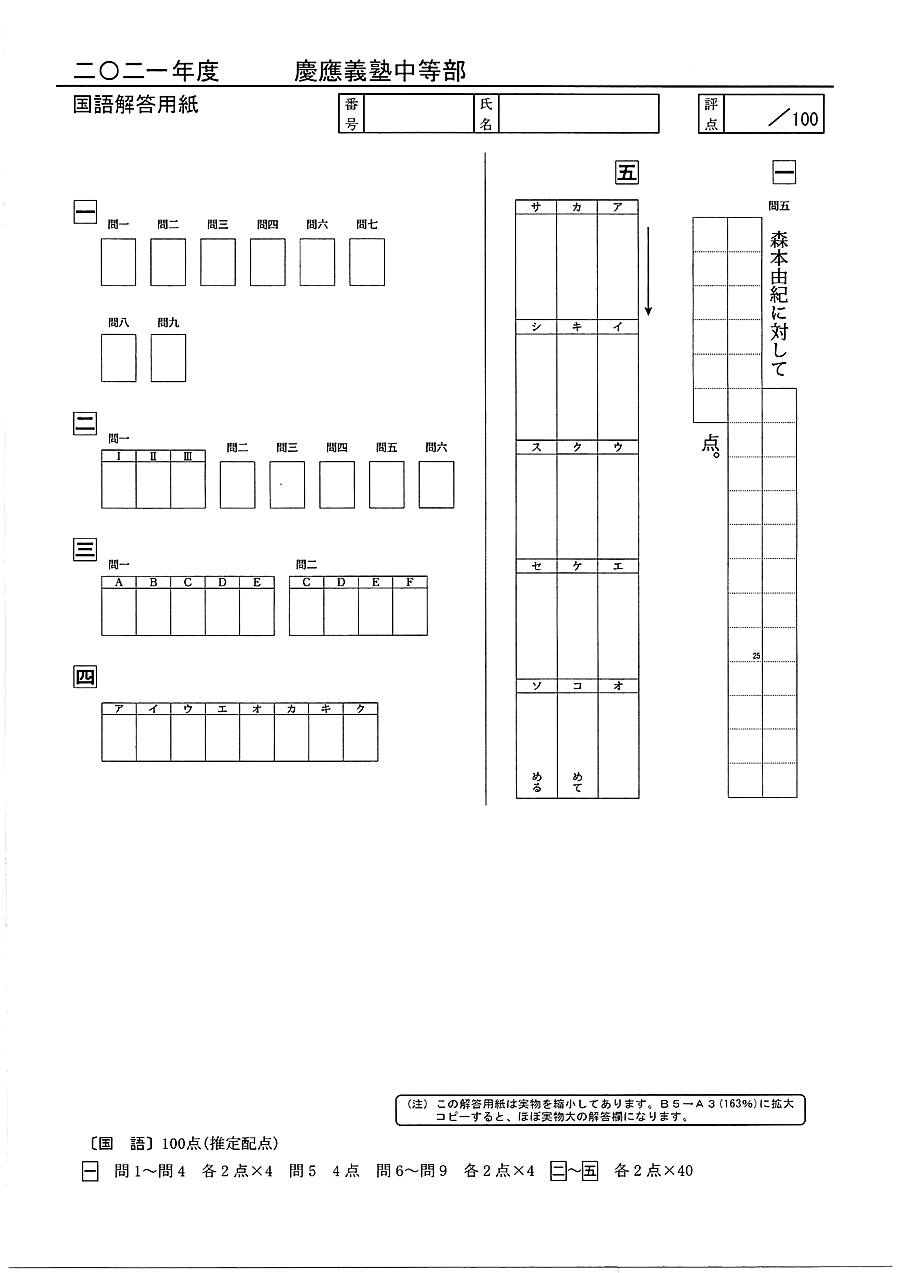 二〇二一年度　慶應義塾中等部
国語解答用紙
番号
氏名
評点
／100
一
問一　問二　問三　問四　問六　問七
問八　問九
二
問一
Ⅰ　Ⅱ　Ⅲ
問二　問三　問四　問五　問六
三
問一
A　B　C　D　E
問二
C　D　E　F
四
ア　イ　ウ　エ　オ　カ　キ　ク
五
サ　カ　ア
シ　キ　イ
ス　ク　ウ
セ　ケ　エ
ソ　コ　オ
める　めて
一
問五
森本由紀に対して
25
点。
（注）この解答用紙は実物を縮小してあります。Ｂ５→Ａ３(163%)に拡大
コピーすると、ほぼ実物大の解答欄になります。
〔国　語〕100点(推定配点)
一　問１〜問４　各２点×４　問５　４点　問６〜問９　各２点×４　二〜五　各２点×40